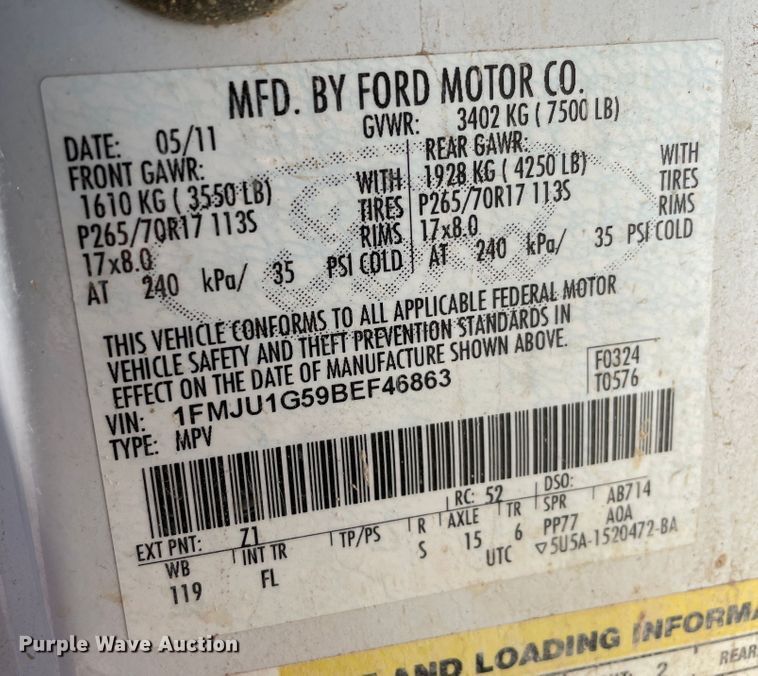 MFD. BY FORD MOTOR CO.
DATE: 05/11 GVWR: 3402 KG ( 7500 LB)
FRONT GAWR:
1610 KG ( 3550 LB)
P265/70R17 113S
17x8.0
WITH
TIRES
RIMS
AT 240 kPa/ 35 PSI COLD
REAR GAWR:
1928 KG ( 4250 LB)
P265/70R17 113S
17x8.0
WITH
TIRES
RIMS
AT 240 kPa/ 35 PSI COLD
THIS VEHICLE CONFORMS TO ALL APPLICABLE FEDERAL MOTOR
VEHICLE SAFETY AND THEFT PREVENTION STANDARDS IN
EFFECT ON THE DATE OF MANUFACTURE SHOWN ABOVE.
VIN: 1FMJU1G59BEF46863
TYPE: MPV
F0324
T0576
EXT PNT: Z1 RC: 52 DSO:
WB INT TR TP/PS R AXLE TR SPR AB714
119 FL S 15 6 PP77 AOA
UTC ▽5U5A-1520472-BA
AND LOADING
2 REAR
Purple Wave Auction